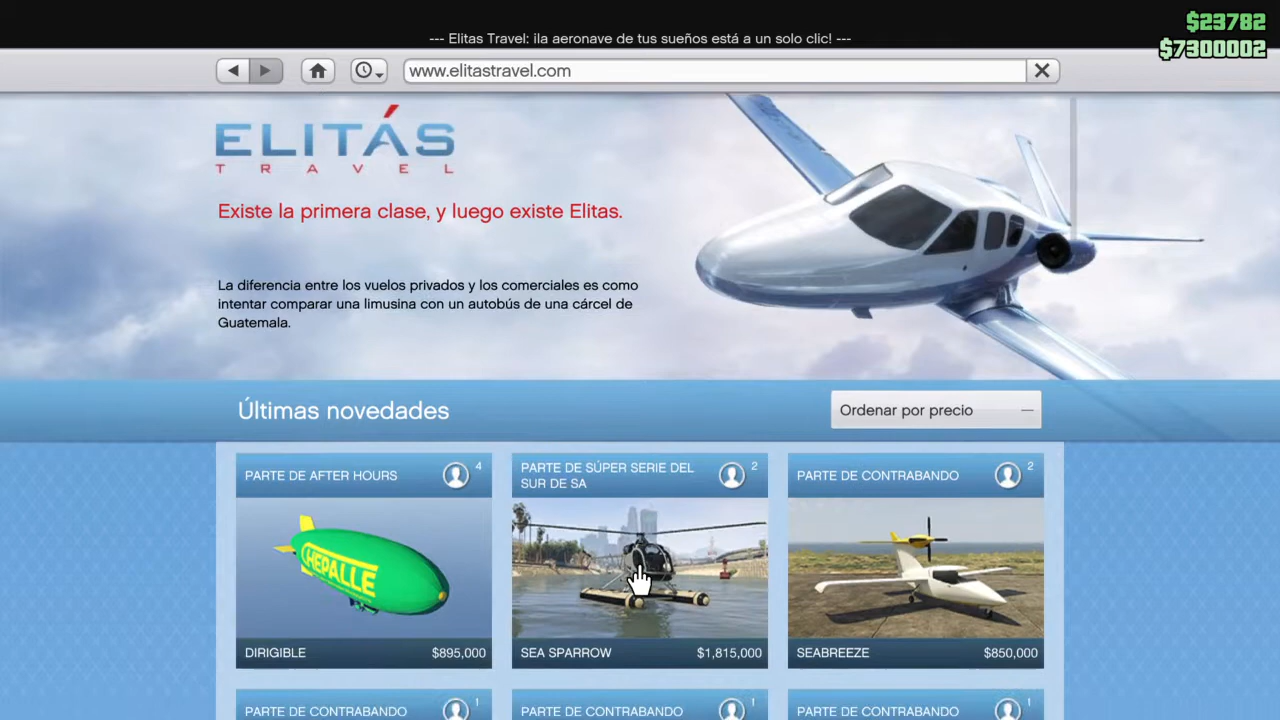 $23782
--- Elitas Travel: ¡la aeronave de tus sueños está a un solo clic! ---
$7300002
www.elitastravel.com
ELITÁS
TRAVEL
Existe la primera clase, y luego existe Elitas.
La diferencia entre los vuelos privados y los comerciales es como
intentar comparar una limusina con un autobús de una cárcel de
Guatemala.
Últimas novedades
Ordenar por precio
PARTE DE AFTER HOURS 4
PARTE DE SÚPER SERIE DEL
SUR DE SA 2
PARTE DE CONTRABANDO 2
HEPALLE
DIRIGIBLE $895,000
SEA SPARROW $1,815,000
SEABREEZE $850,000
PARTE DE CONTRABANDO 1
PARTE DE CONTRABANDO 1
PARTE DE CONTRABANDO 1